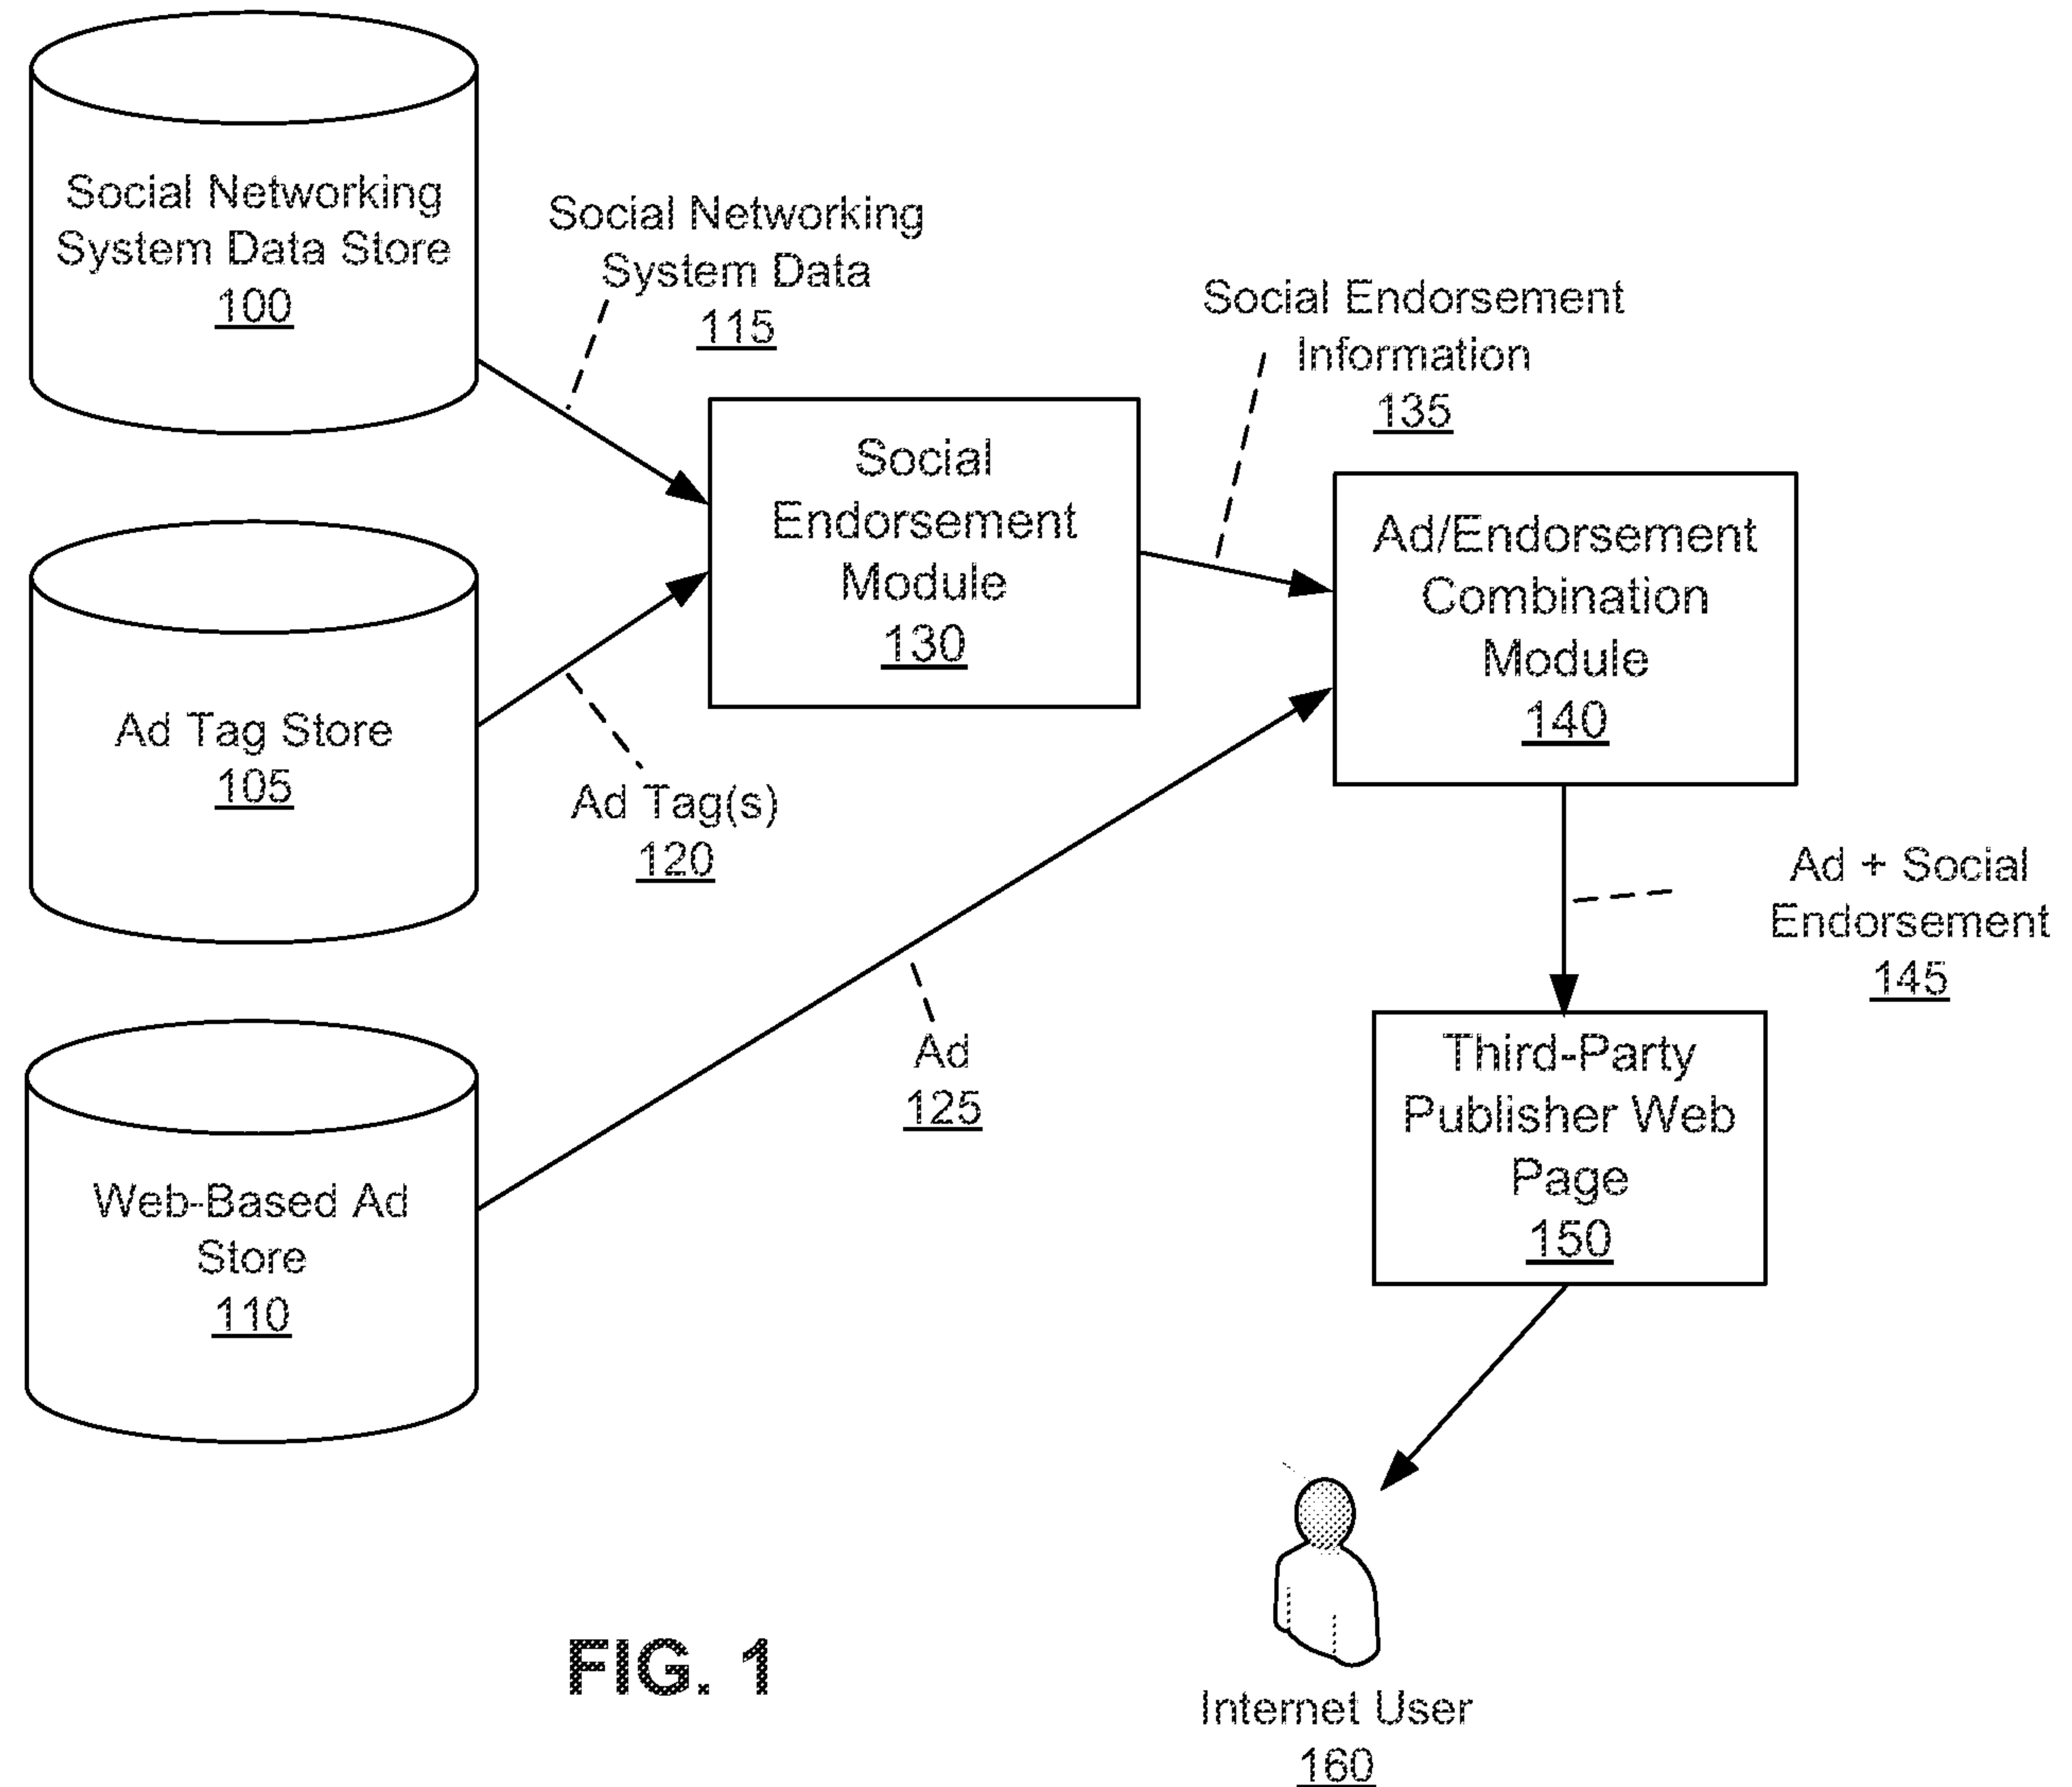 Social Networking
System Data Store
100
Social Networking
System Data
115
Social Endorsement
Information
135
Social
Endorsement
Module
130
Ad/Endorsement
Combination
Module
140
Ad Tag Store
105
Ad Tag(s)
120
Ad + Social
Endorsement
145
Ad
125
Third-Party
Publisher Web
Page
150
Web-Based Ad
Store
110
FIG. 1
Internet User
160